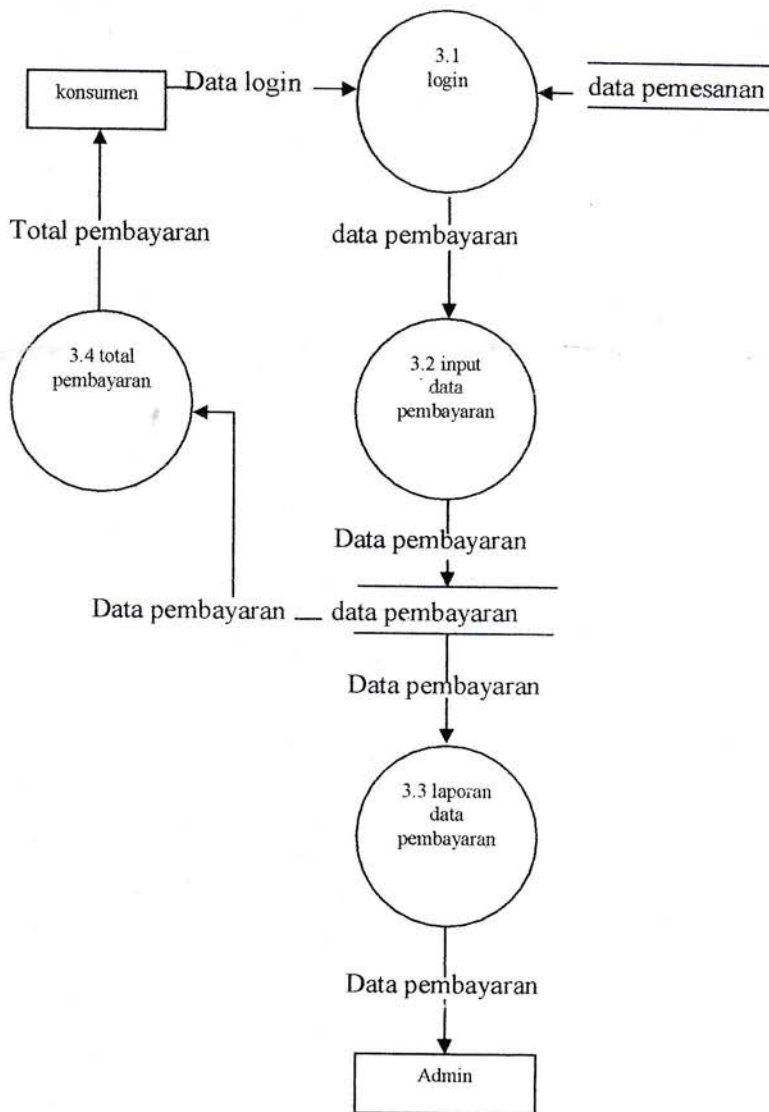 3.1
login
konsumen
Data login
data pemesanan
Total pembayaran
data pembayaran
3.4 total
pembayaran
3.2 input
data
pembayaran
Data pembayaran
Data pembayaran
data pembayaran
Data pembayaran
3.3 laporan
data
pembayaran
Data pembayaran
Admin